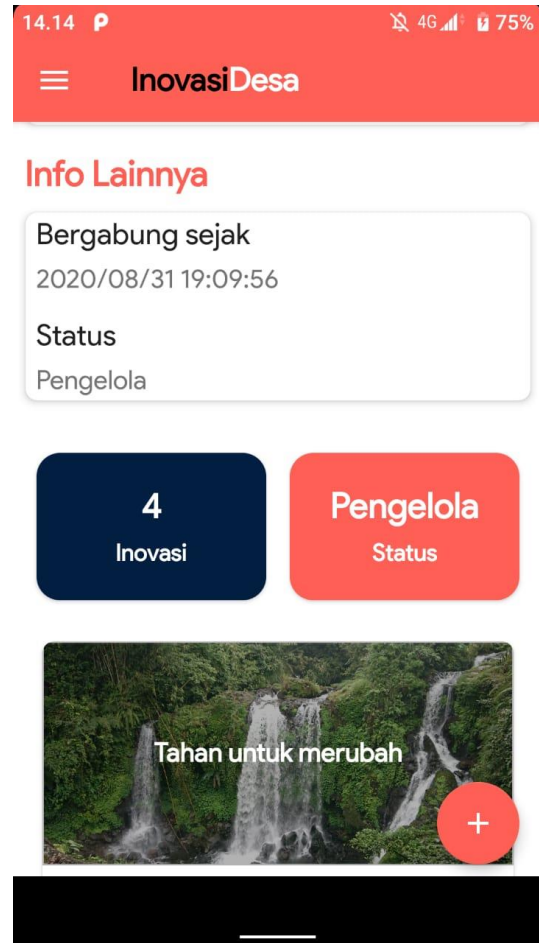 14.14 4G 75%
InovasiDesa
Info Lainnya
Bergabung sejak
2020/08/31 19:09:56
Status
Pengelola
4
Inovasi
Pengelola
Status
Tahan untuk merubah
+